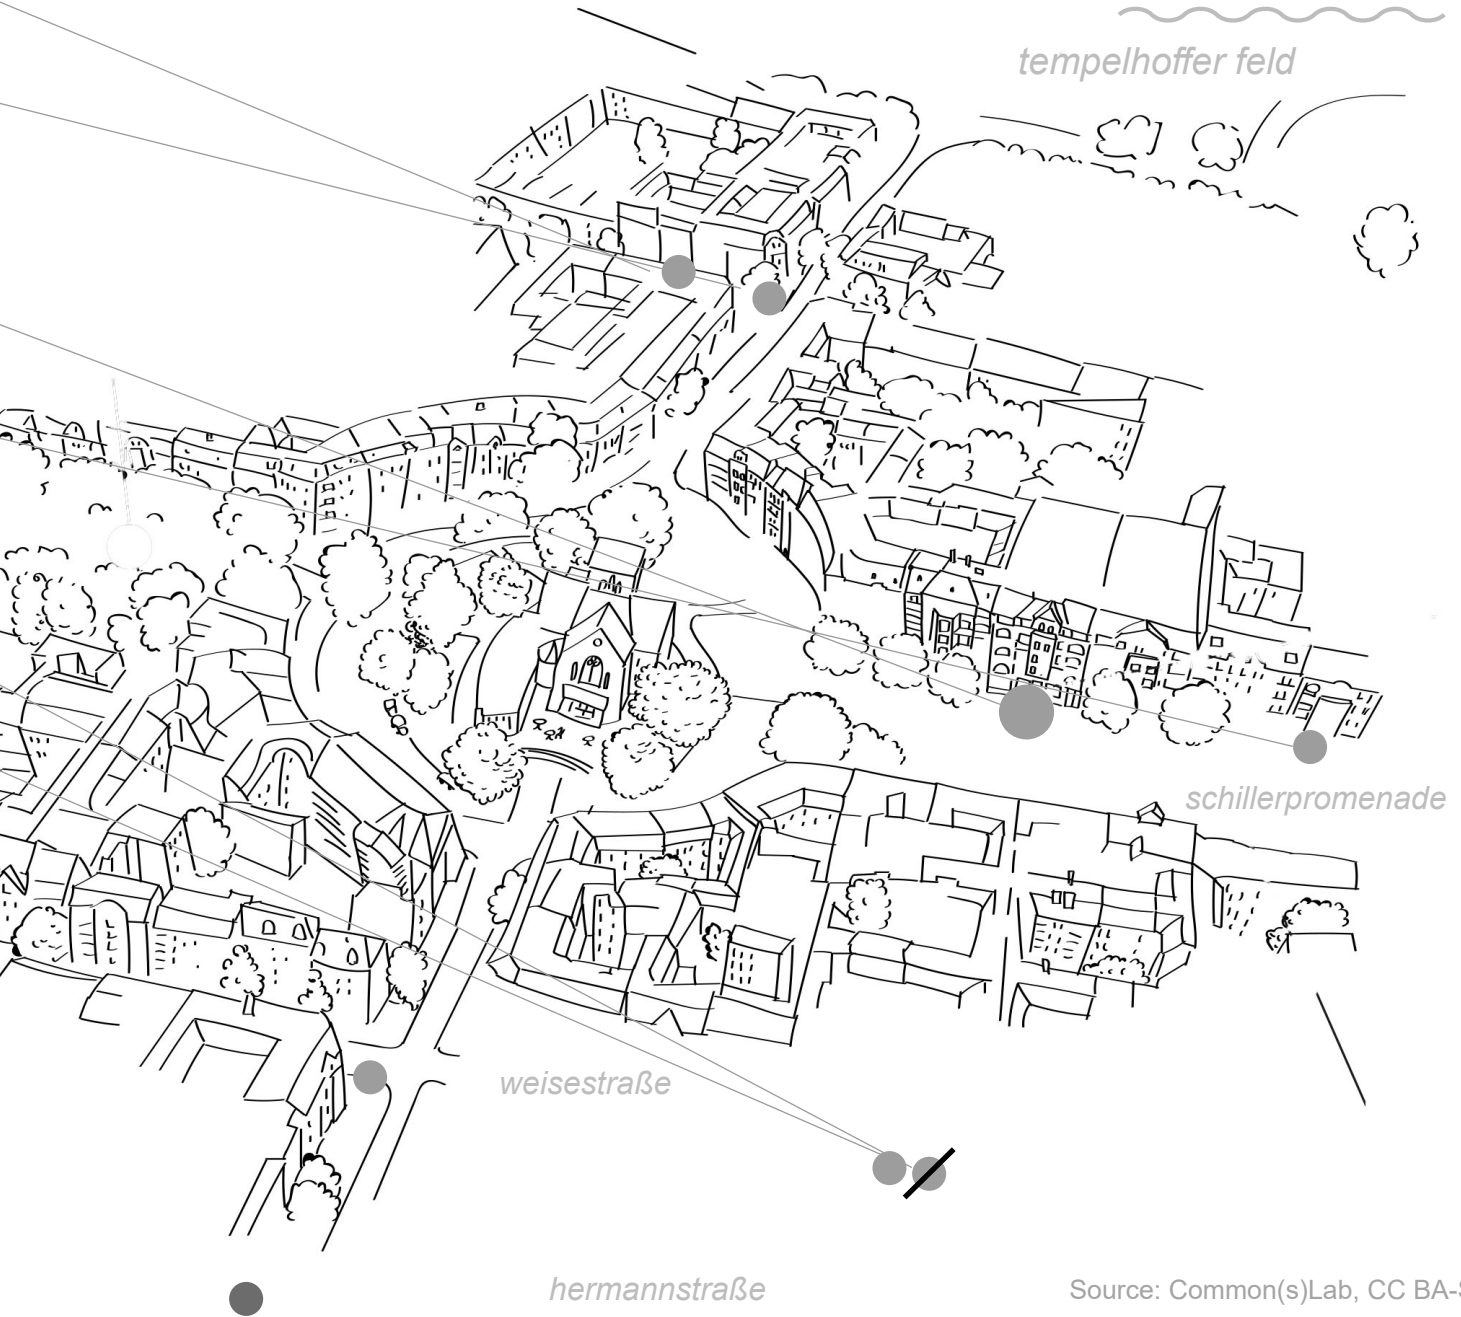 tempelhoffer feld
schillerpromenade
weisestraße
hermannstraße
Source: Common(s)Lab, CC BA-S